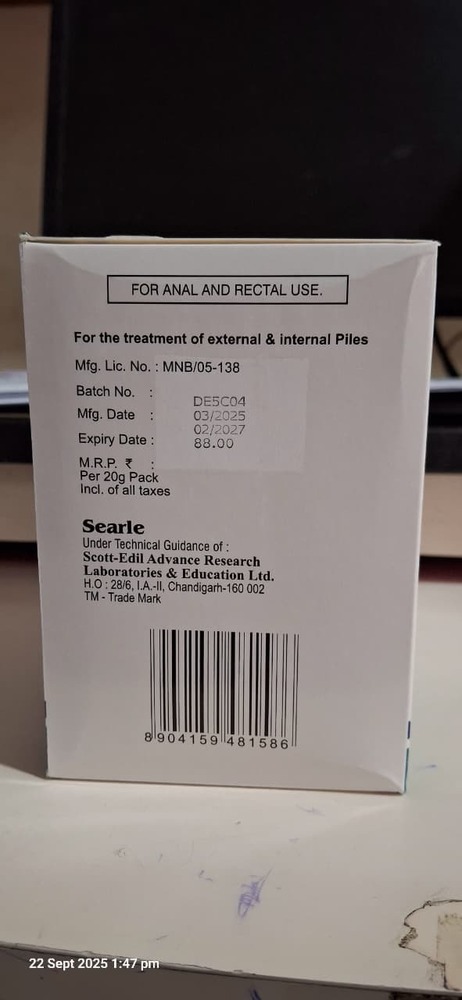 FOR ANAL AND RECTAL USE.
For the treatment of external & internal Piles
Mfg. Lic. No. : MNB/05-138
Batch No. : DE5C04
Mfg. Date : 03/2025
Expiry Date : 02/2027
M.R.P. ₹ : 88.00
Per 20g Pack
Incl. of all taxes
Searle
Under Technical Guidance of :
Scott-Edil Advance Research
Laboratories & Education Ltd.
H.O : 28/6, I.A.-II, Chandigarh-160 002
TM - Trade Mark
8 904159 481586
22 Sept 2025 1:47 pm